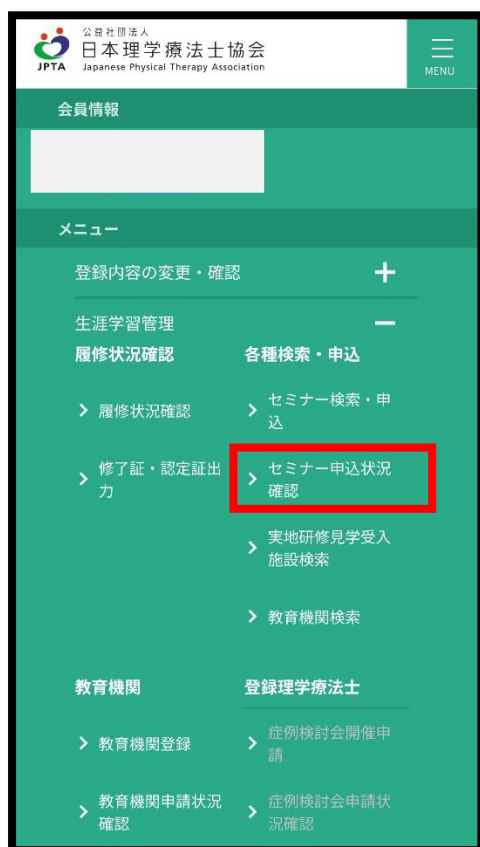 公益社団法人
日本理学療法士協会
JPTA Japanese Physical Therapy Association
MENU
会員情報
メニュー
登録内容の変更・確認
生涯学習管理
履修状況確認
履修状況確認
修了証・認定証出
力
各種検索・申込
セミナー検索・申
込
セミナー申込状況
確認
実地研修見学受入
施設検索
教育機関検索
教育機関
教育機関登録
教育機関申請状況
確認
登録理学療法士
症例検討会開催申
請
症例検討会申請状
況確認